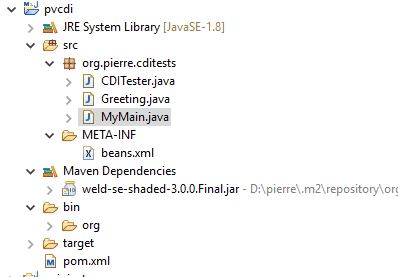 pvcdi
JRE System Library [JavaSE-1.8]
src
org.pierre.cditests
CDITester.java
Greeting.java
MyMain.java
META-INF
beans.xml
Maven Dependencies
weld-se-shaded-3.0.0.Final.jar - D:\pierre\.m2\repository\org
bin
org
target
pom.xml